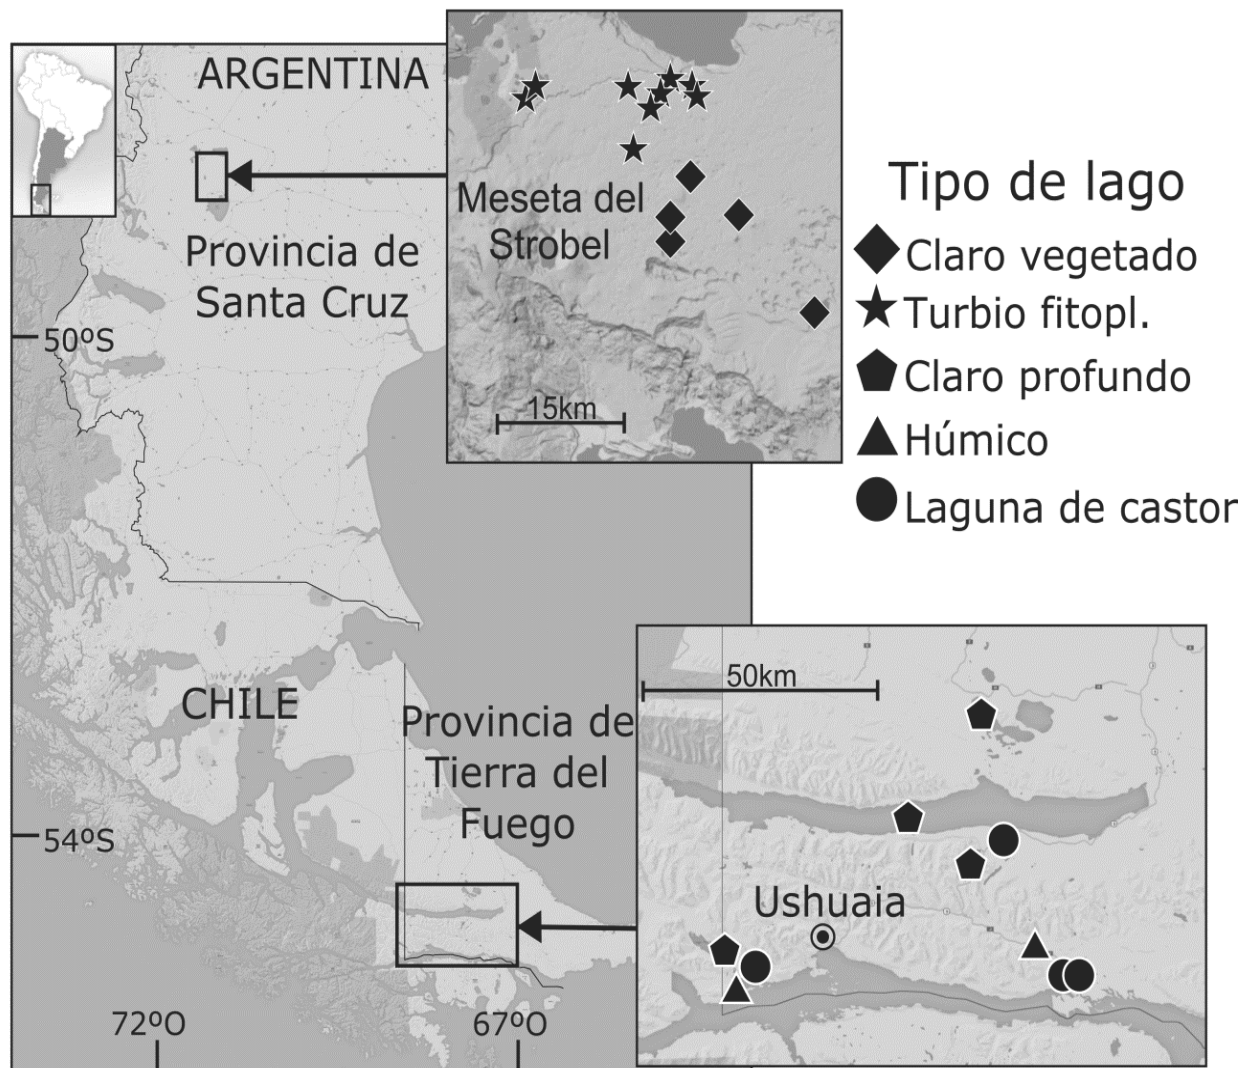 ARGENTINA
Provincia de
Santa Cruz
50ºS
CHILE
Provincia de
Tierra del
Fuego
54ºS
72ºO
67ºO
Meseta del
Strobel
15km
Tipo de lago
Claro vegetado
Turbio fitopl.
Claro profundo
Húmico
Laguna de castor
50km
Ushuaia